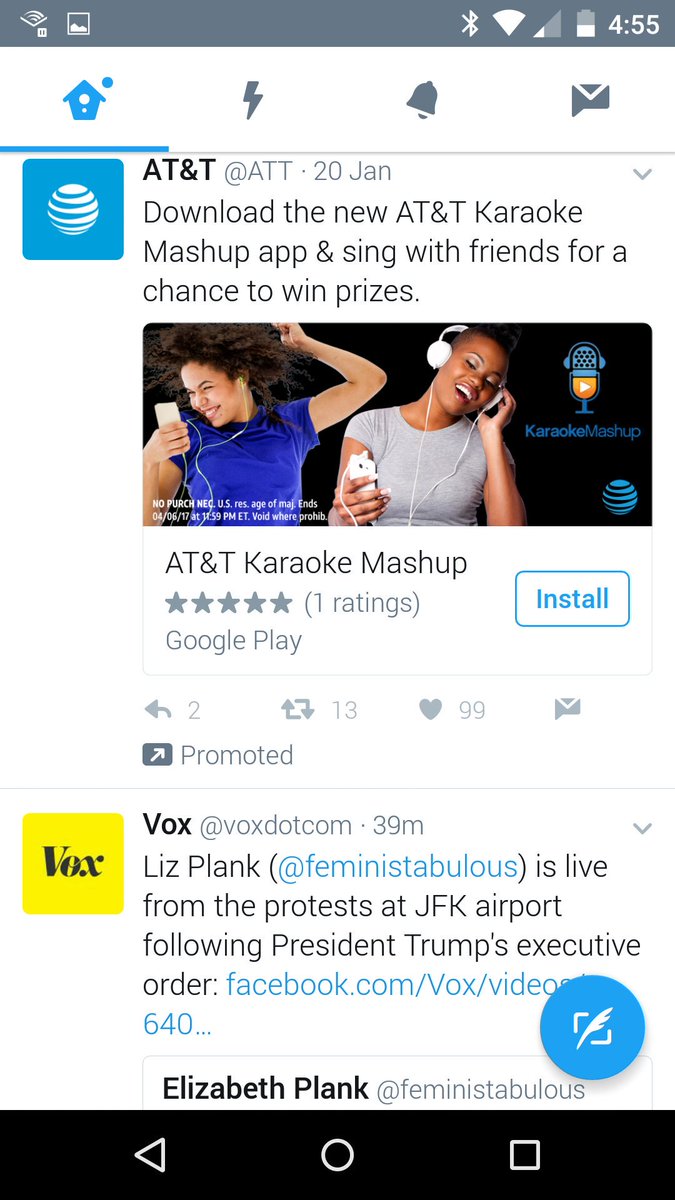 4:55
AT&T @ATT · 20 Jan
Download the new AT&T Karaoke
Mashup app & sing with friends for a
chance to win prizes.
KaraokeMashup
NO PURCH NEC. U.S. res. age of maj. Ends
04/06/17 at 11:59 PM ET. Void where prohib.
AT&T Karaoke Mashup
★★★★★ (1 ratings)
Install
Google Play
2
13
99
Promoted
Vox
Vox @voxdotcom · 39m
Liz Plank (@feministabulous) is live
from the protests at JFK airport
following President Trump's executive
order: facebook.com/Vox/videos
640…
Elizabeth Plank @feministabulous